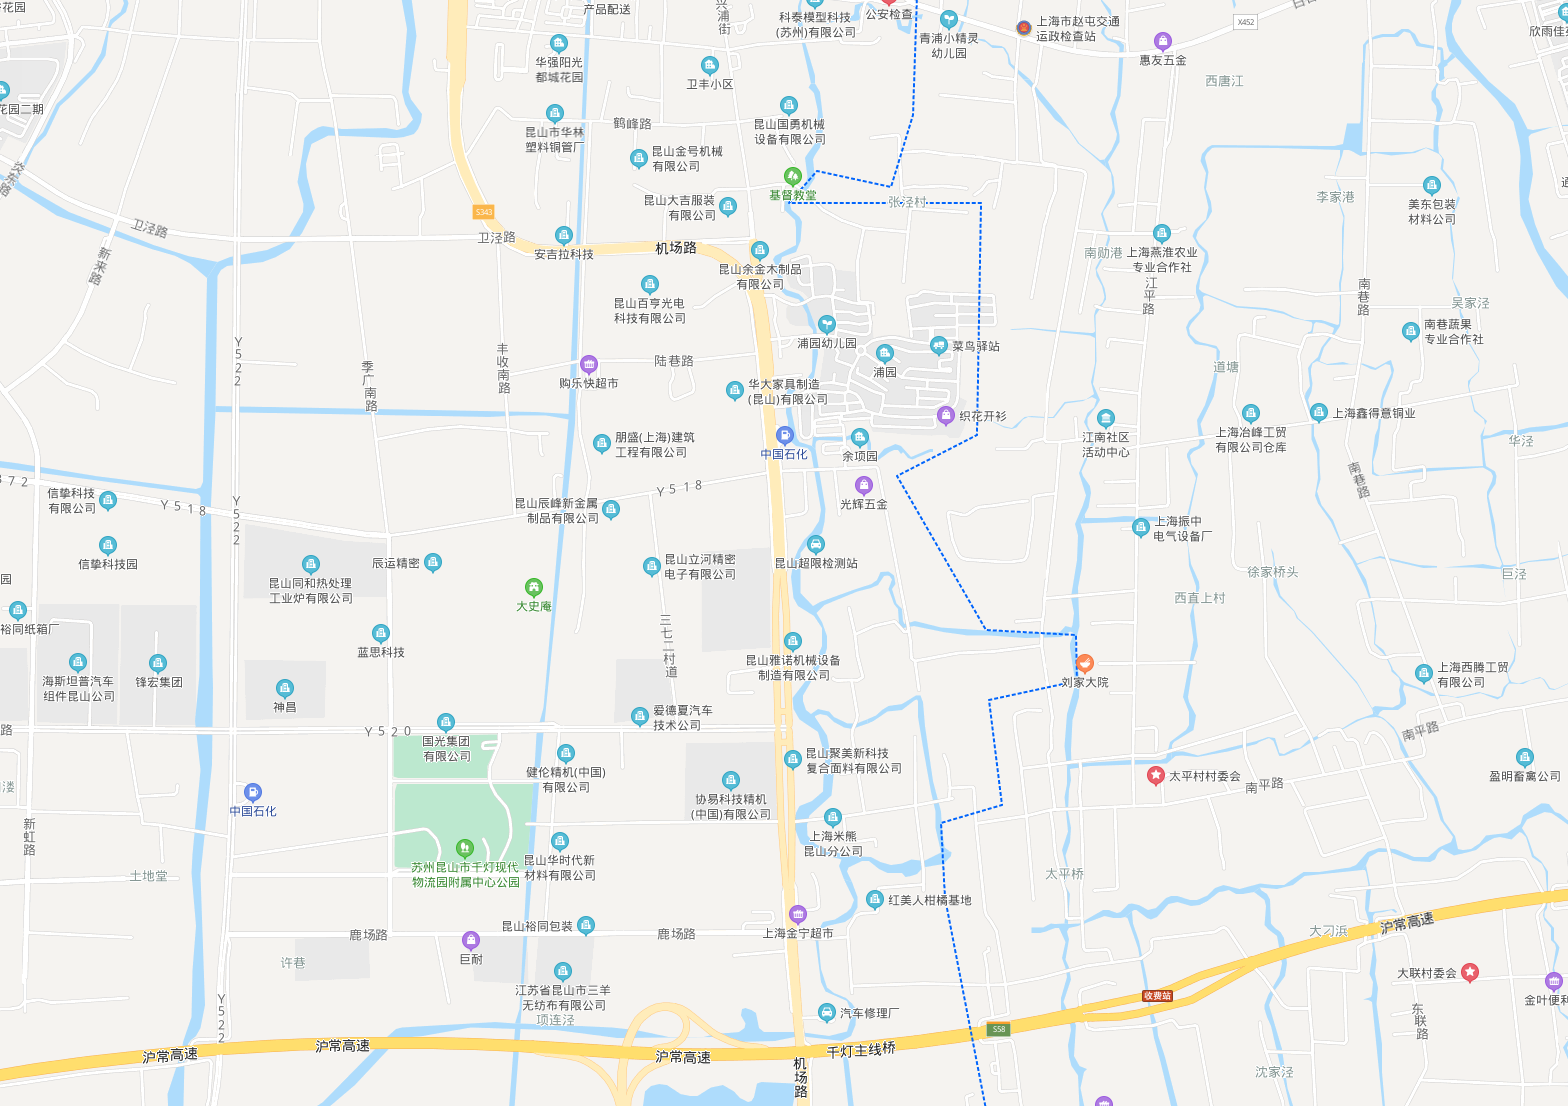 花园
产品配送
兴浦街
科泰模型科技
(苏州)有限公司
公安检查
青浦小精灵
幼儿园
上海市赵屯交通
运政检查站
X452
惠友五金
欣雨佳
华强阳光
都城花园
卫丰小区
西唐江
花园二期
昆山市华林
塑料铜管厂
鹤峰路
昆山国勇机械
设备有限公司
昆山金号机械
有限公司
炎东路
基督教堂
张泾村
李家港
美东包装
材料公司
昆山大吉服装
有限公司
S343
卫泾路
卫泾路
机场路
安吉拉科技
新来路
南勋港
上海燕淮农业
专业合作社
昆山余金木制品
有限公司
江平路
南巷路
吴家泾
昆山百亨光电
科技有限公司
南巷蔬果
专业合作社
浦园幼儿园
菜鸟驿站
Y522
季广南路
丰收南路
陆巷路
购乐快超市
浦园
道塘
华大家具制造
(昆山)有限公司
织花开衫
江南社区
活动中心
上海冶峰工贸
有限公司仓库
上海鑫得意铜业
华泾
朋盛(上海)建筑
工程有限公司
中国石化
余项园
南巷路
372
信挚科技
有限公司
Y518
Y522
Y518
昆山辰峰新金属
制品有限公司
光辉五金
上海振中
电气设备厂
信挚科技园
园
昆山同和热处理
工业炉有限公司
辰运精密
昆山立河精密
电子有限公司
昆山超限检测站
徐家桥头
巨泾
大史庵
西直上村
裕同纸箱厂
蓝思科技
三七二村道
昆山雅诺机械设备
制造有限公司
海斯坦普汽车
组件昆山公司
锋宏集团
神昌
刘家大院
上海西腾工贸
有限公司
爱德夏汽车
技术公司
路
Y520
国光集团
有限公司
南平路
健伦精机(中国)
有限公司
昆山聚美新科技
复合面料有限公司
太平村村委会
南平路
盈明畜禽公司
中国石化
协易科技精机
(中国)有限公司
新虹路
上海米熊
昆山分公司
土地堂
苏州昆山市千灯现代
物流园附属中心公园
昆山华时代新
材料有限公司
太平桥
红美人柑橘基地
鹿场路
昆山裕同包装
鹿场路
上海金宁超市
大刁浜
沪常高速
许巷
巨耐
江苏省昆山市三羊
无纺布有限公司
大联村委会
金叶便利
收费站
Y522
项连泾
汽车修理厂
S58
东联路
沪常高速
沪常高速
沪常高速
千灯主线桥
机场路
沈家泾